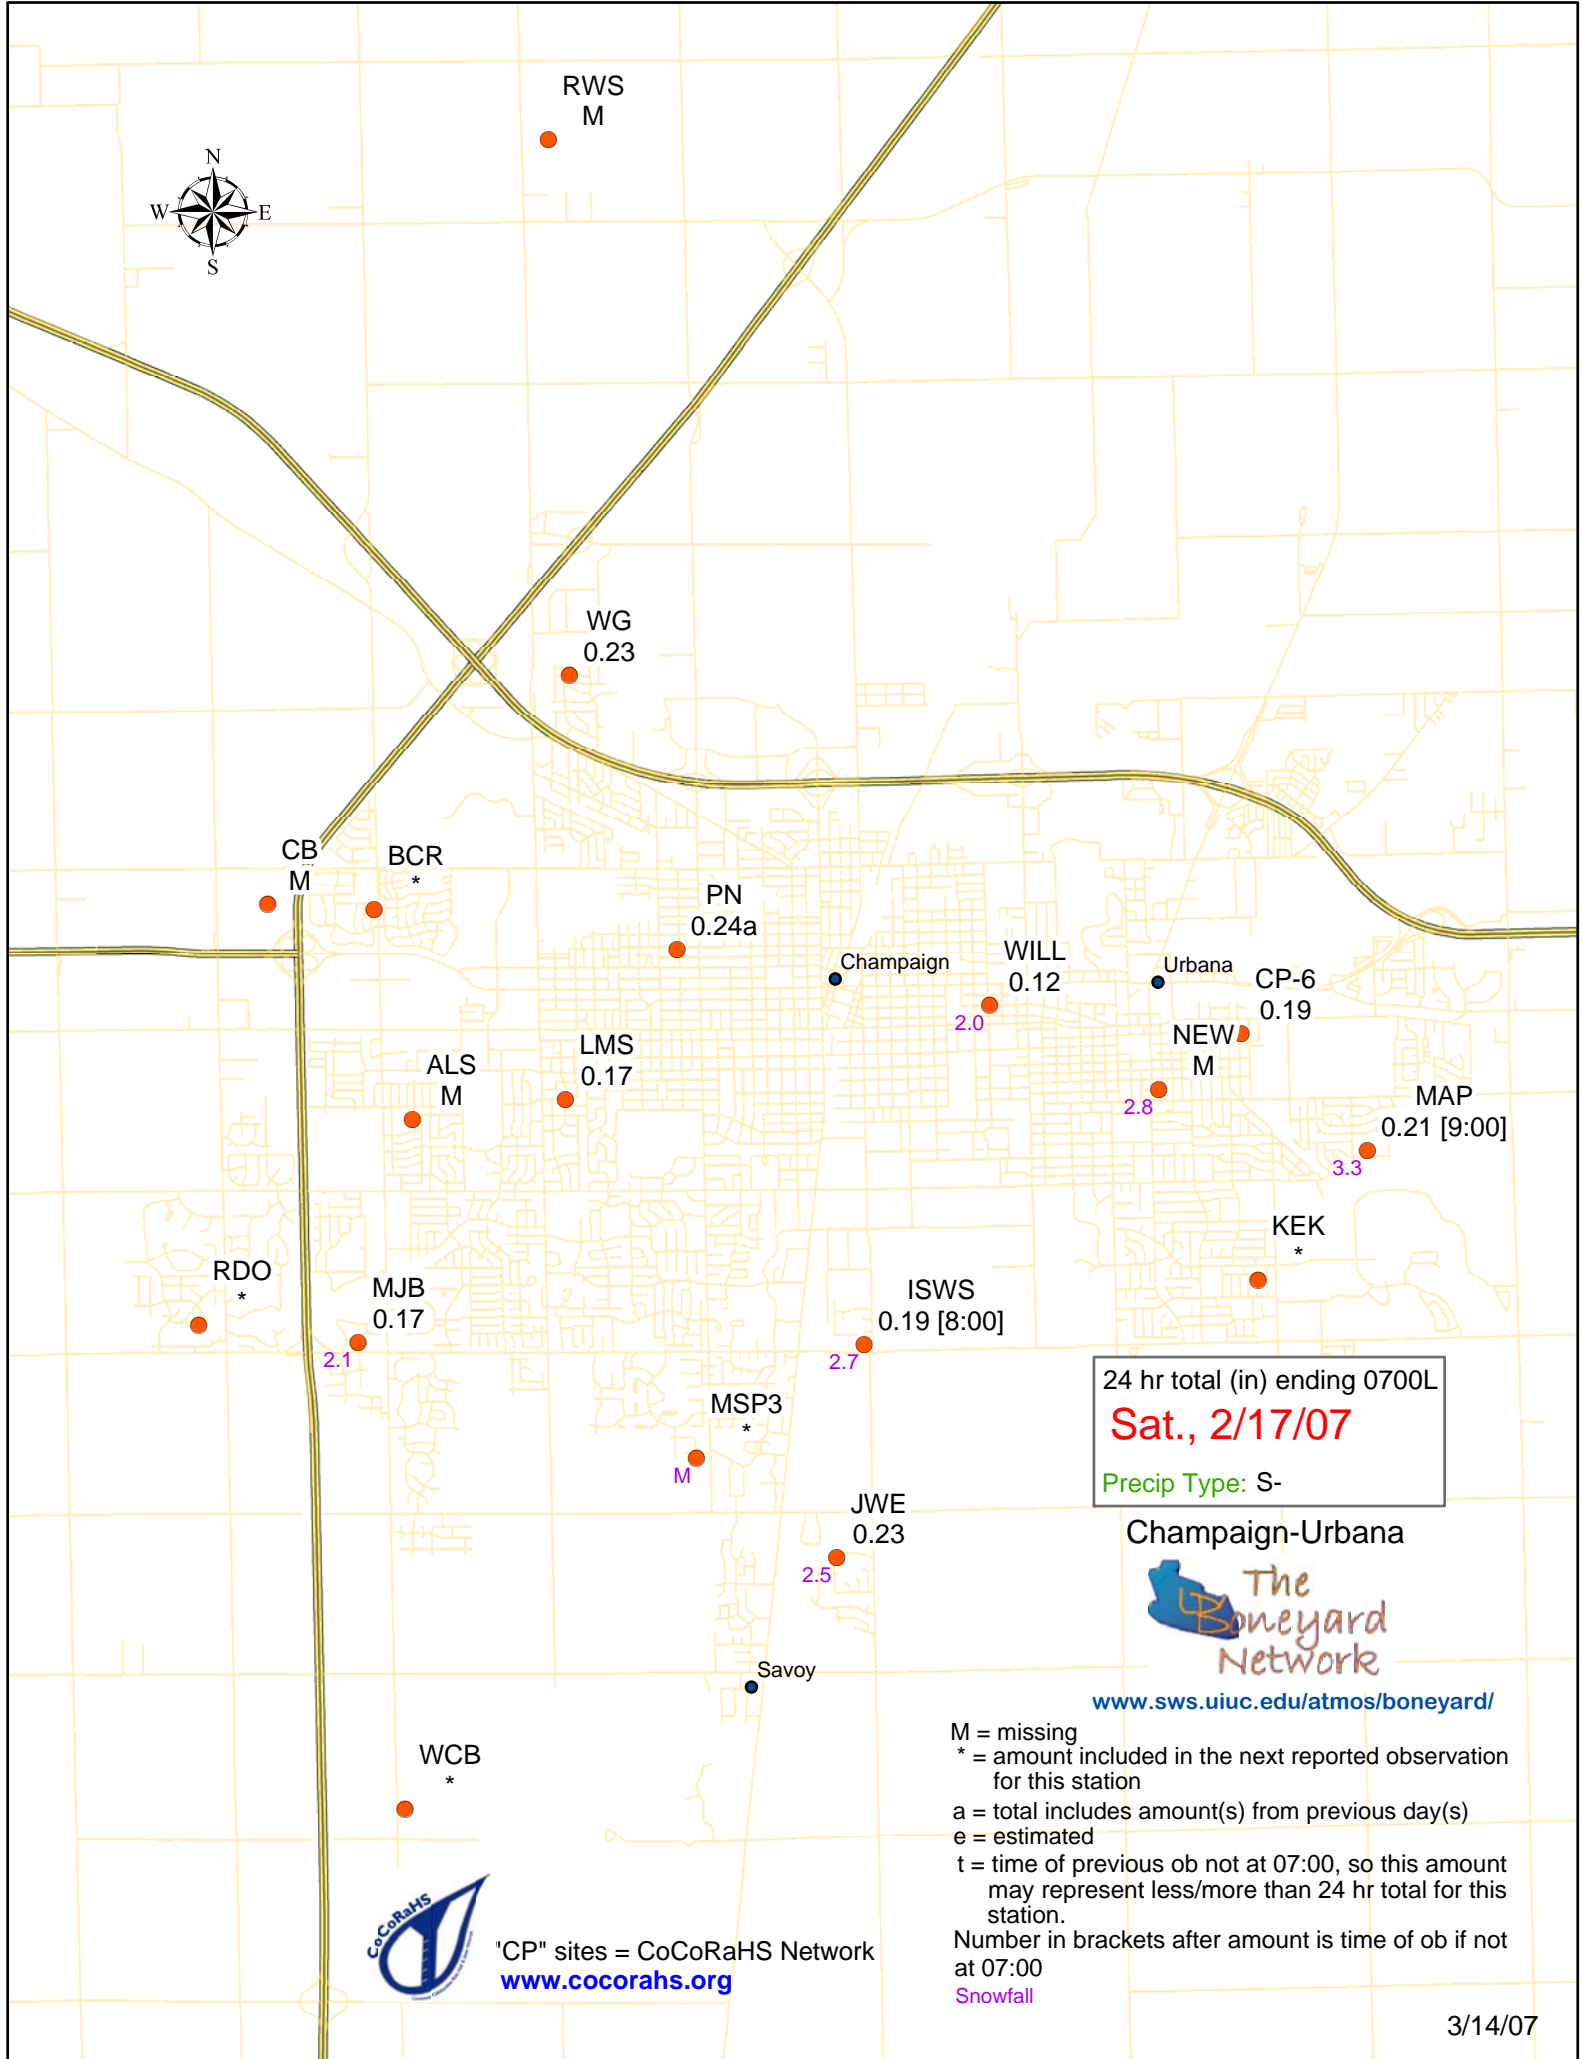 RWS
M
N
W E
S
WG
0.23
CB
M
BCR
*
PN
0.24a
Champaign
WILL
0.12
2.0
Urbana
CP-6
0.19
NEW
M
2.8
ALS
M
LMS
0.17
MAP
0.21 [9:00]
3.3
KEK
*
RDO
*
MJB
0.17
2.1
ISWS
0.19 [8:00]
2.7
MSP3
*
M
JWE
0.23
2.5
24 hr total (in) ending 0700L
Sat., 2/17/07
Precip Type: S-
Champaign-Urbana
The
Boneyard
Network
www.sws.uiuc.edu/atmos/boneyard/
Savoy
WCB
*
M = missing
* = amount included in the next reported observation
for this station
a = total includes amount(s) from previous day(s)
e = estimated
t = time of previous ob not at 07:00, so this amount
may represent less/more than 24 hr total for this
station.
Number in brackets after amount is time of ob if not
at 07:00
Snowfall
CoCoRaHS
"CP" sites = CoCoRaHS Network
www.cocorahs.org
3/14/07